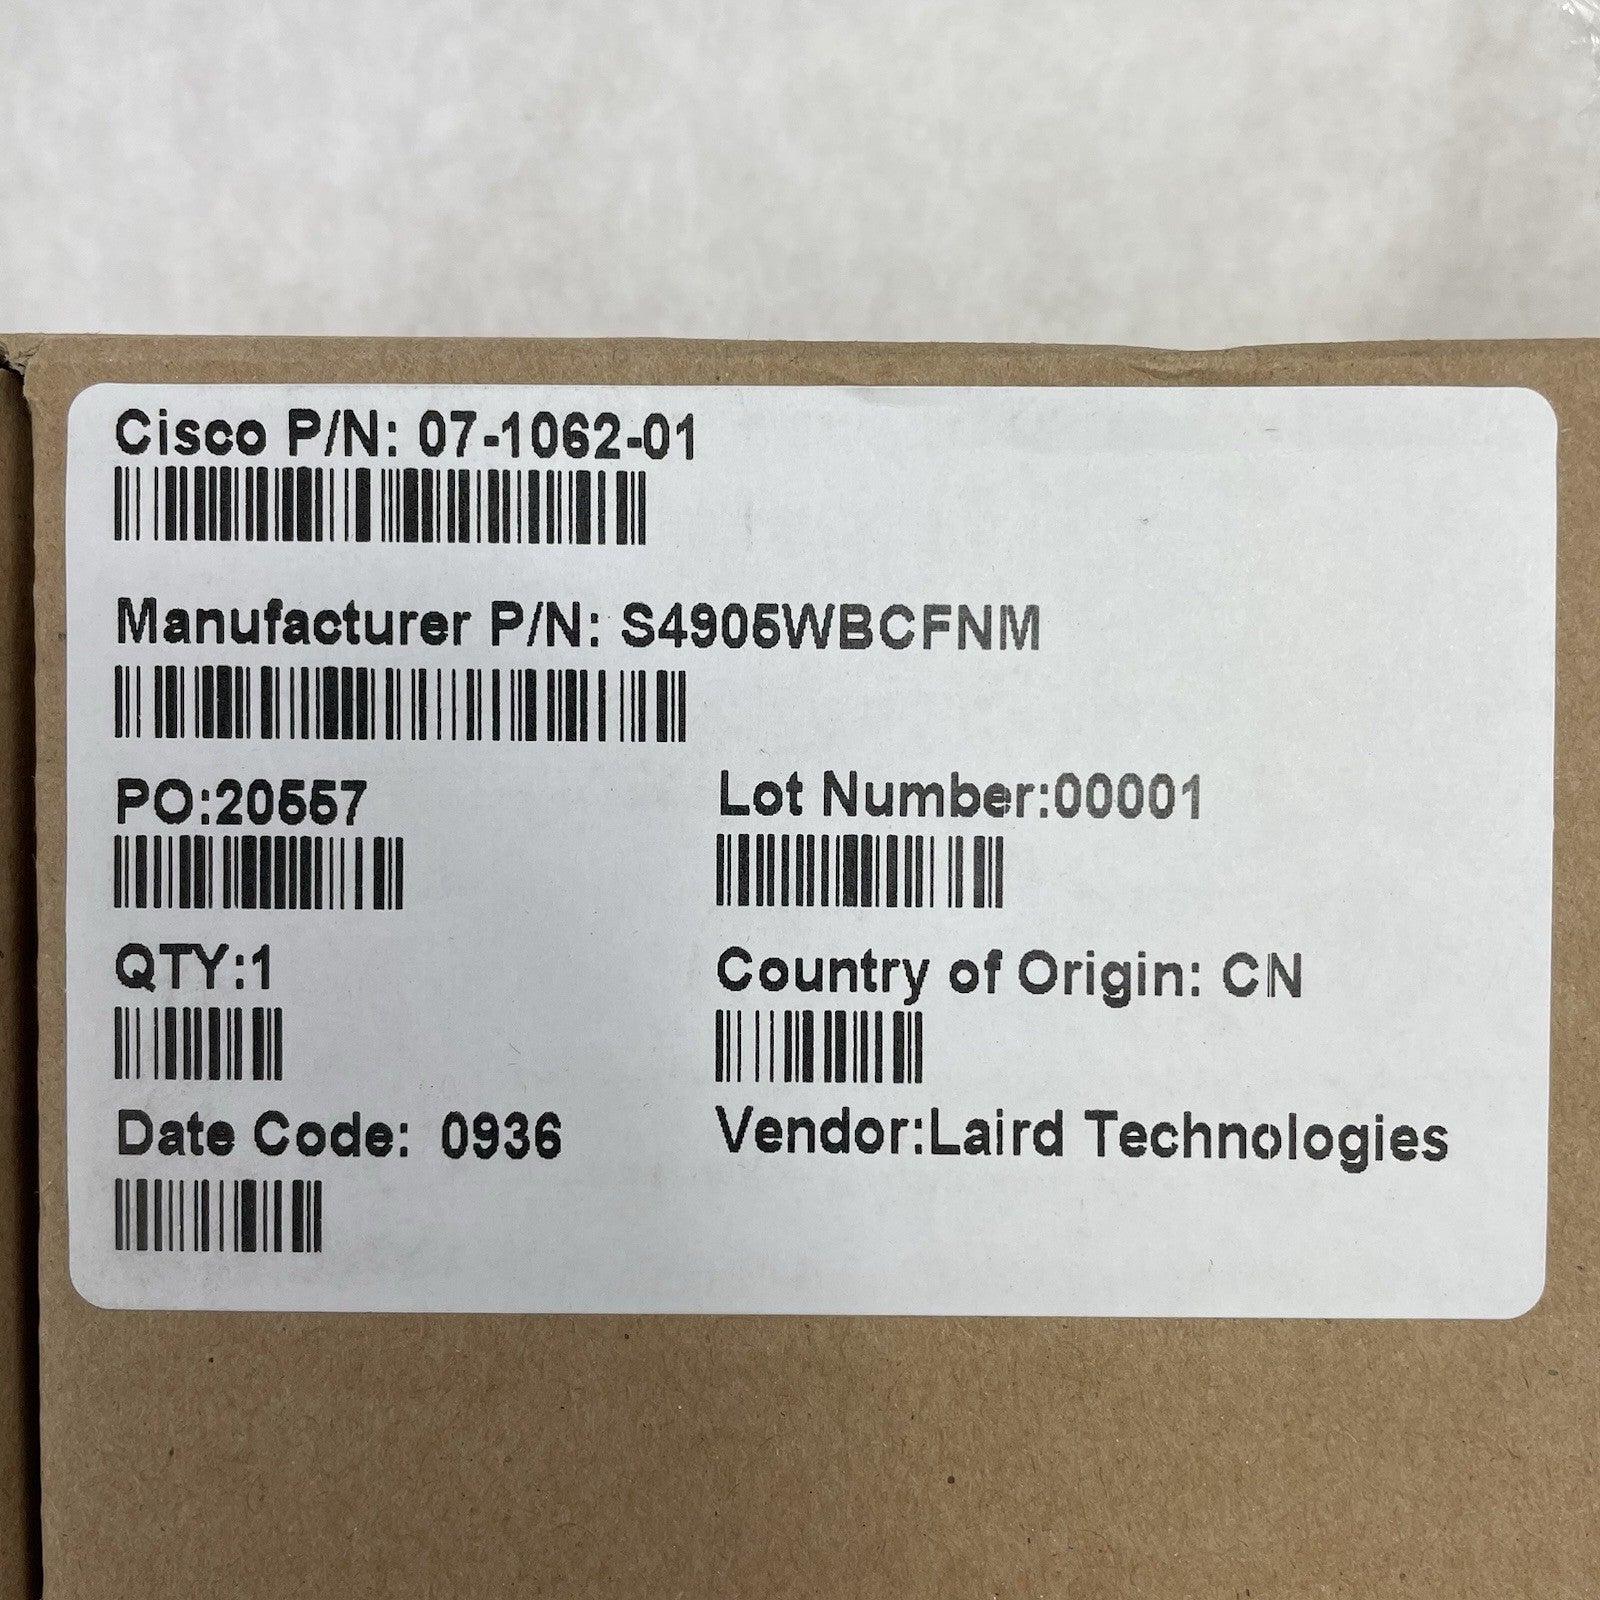 Cisco P/N: 07-1062-01
Manufacturer P/N: S4905WBCFNM
PO:20557
Lot Number:00001
QTY:1
Country of Origin: CN
Date Code: 0936
Vendor:Laird Technologies